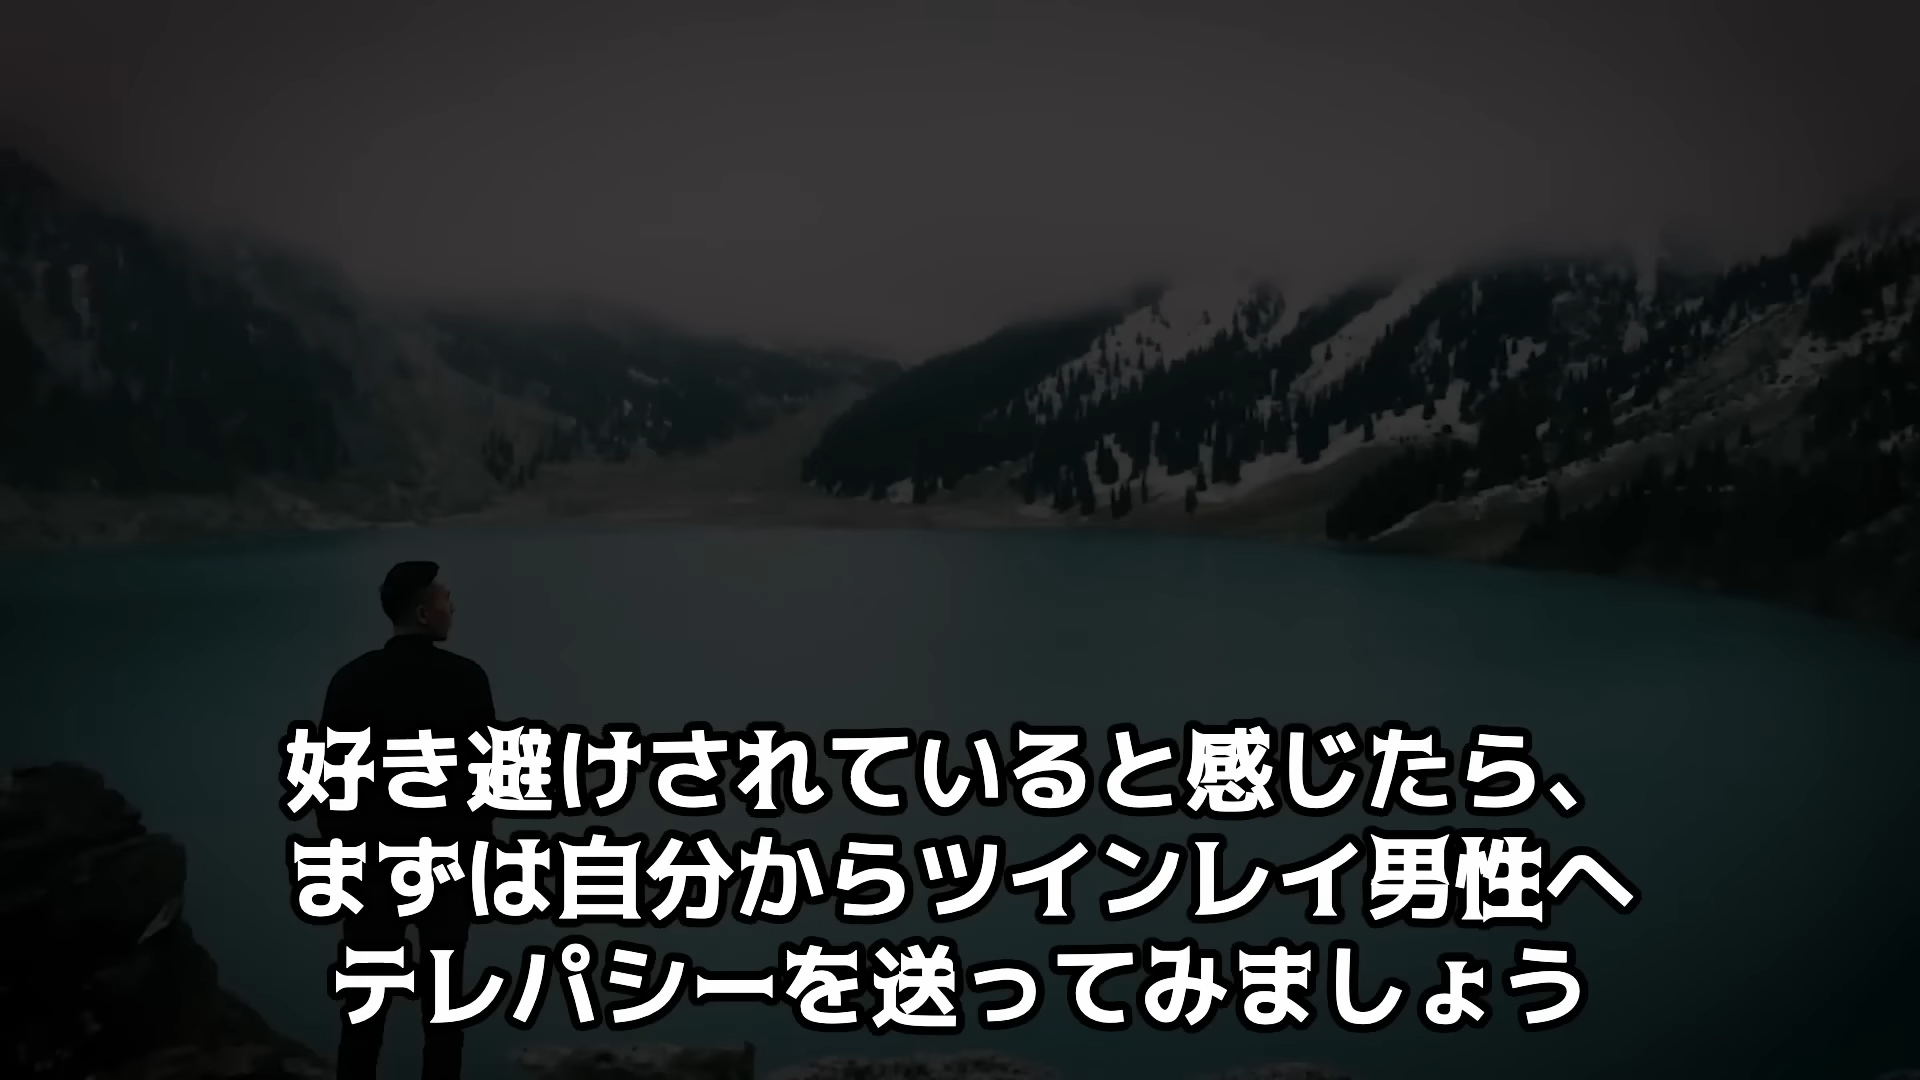 好き避けされていると感じたら、
まずは自分からツインレイ男性へ
テレパシーを送ってみましょう